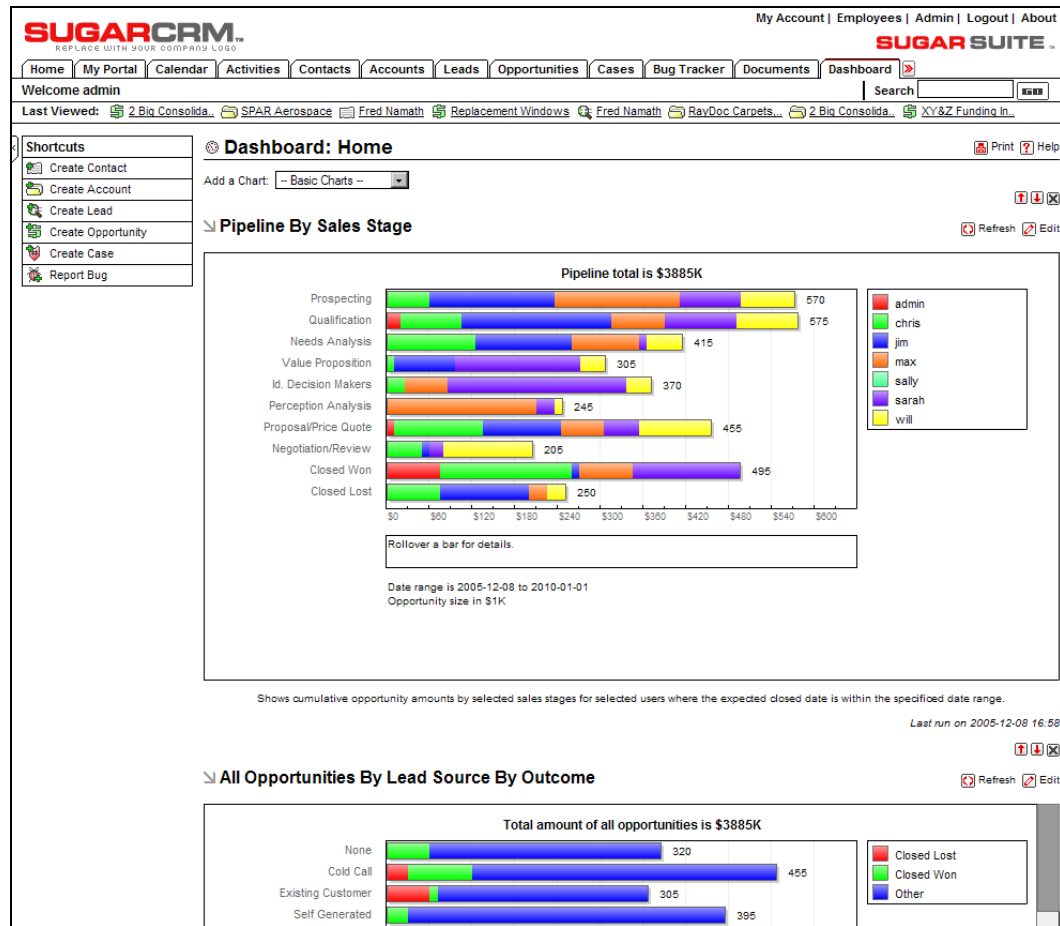 My Account | Employees | Admin | Logout | About
SUGARCRM™
REPLACE WITH YOUR COMPANY LOGO
SUGAR SUITE ™
Home My Portal Calendar Activities Contacts Accounts Leads Opportunities Cases Bug Tracker Documents Dashboard »
Welcome admin
Search GO
Last Viewed: 2 Big Consolida.. SPAR Aerospace Fred Namath Replacement Windows Fred Namath RavDoc Carpets,.. 2 Big Consolida.. XY&Z Funding In..
Shortcuts
Create Contact
Create Account
Create Lead
Create Opportunity
Create Case
Report Bug
Dashboard: Home
Print ? Help
Add a Chart: -- Basic Charts --
Pipeline By Sales Stage
Refresh Edit
Pipeline total is $3885K
Prospecting 570
Qualification 575
Needs Analysis 415
Value Proposition 305
Id. Decision Makers 370
Perception Analysis 245
Proposal/Price Quote 455
Negotiation/Review 205
Closed Won 495
Closed Lost 250
$0 $60 $120 $180 $240 $300 $360 $420 $480 $540 $600
admin
chris
jim
max
sally
sarah
will
Rollover a bar for details.
Date range is 2005-12-08 to 2010-01-01
Opportunity size in $1K
Shows cumulative opportunity amounts by selected sales stages for selected users where the expected closed date is within the specificed date range.
Last run on 2005-12-08 16:58
All Opportunities By Lead Source By Outcome
Refresh Edit
Total amount of all opportunities is $3885K
None 320
Cold Call 455
Existing Customer 305
Self Generated 395
Closed Lost
Closed Won
Other